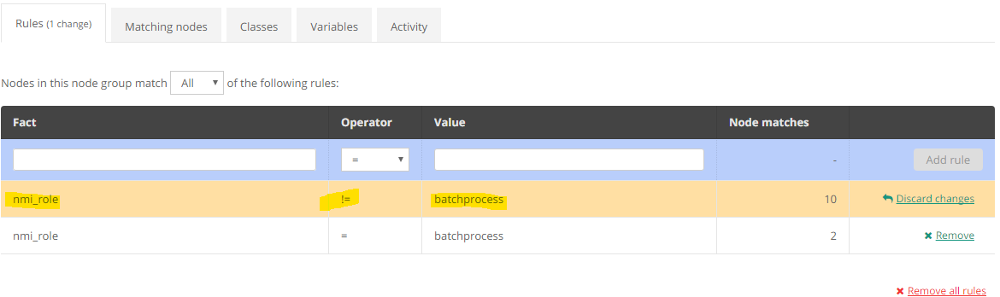 Rules (1 change) Matching nodes Classes Variables Activity
Nodes in this node group match All ▼ of the following rules:
Fact Operator Value Node matches
= ▼ - Add rule
nmi_role != batchprocess 10 Discard changes
nmi_role = batchprocess 2 ✖ Remove
✖ Remove all rules